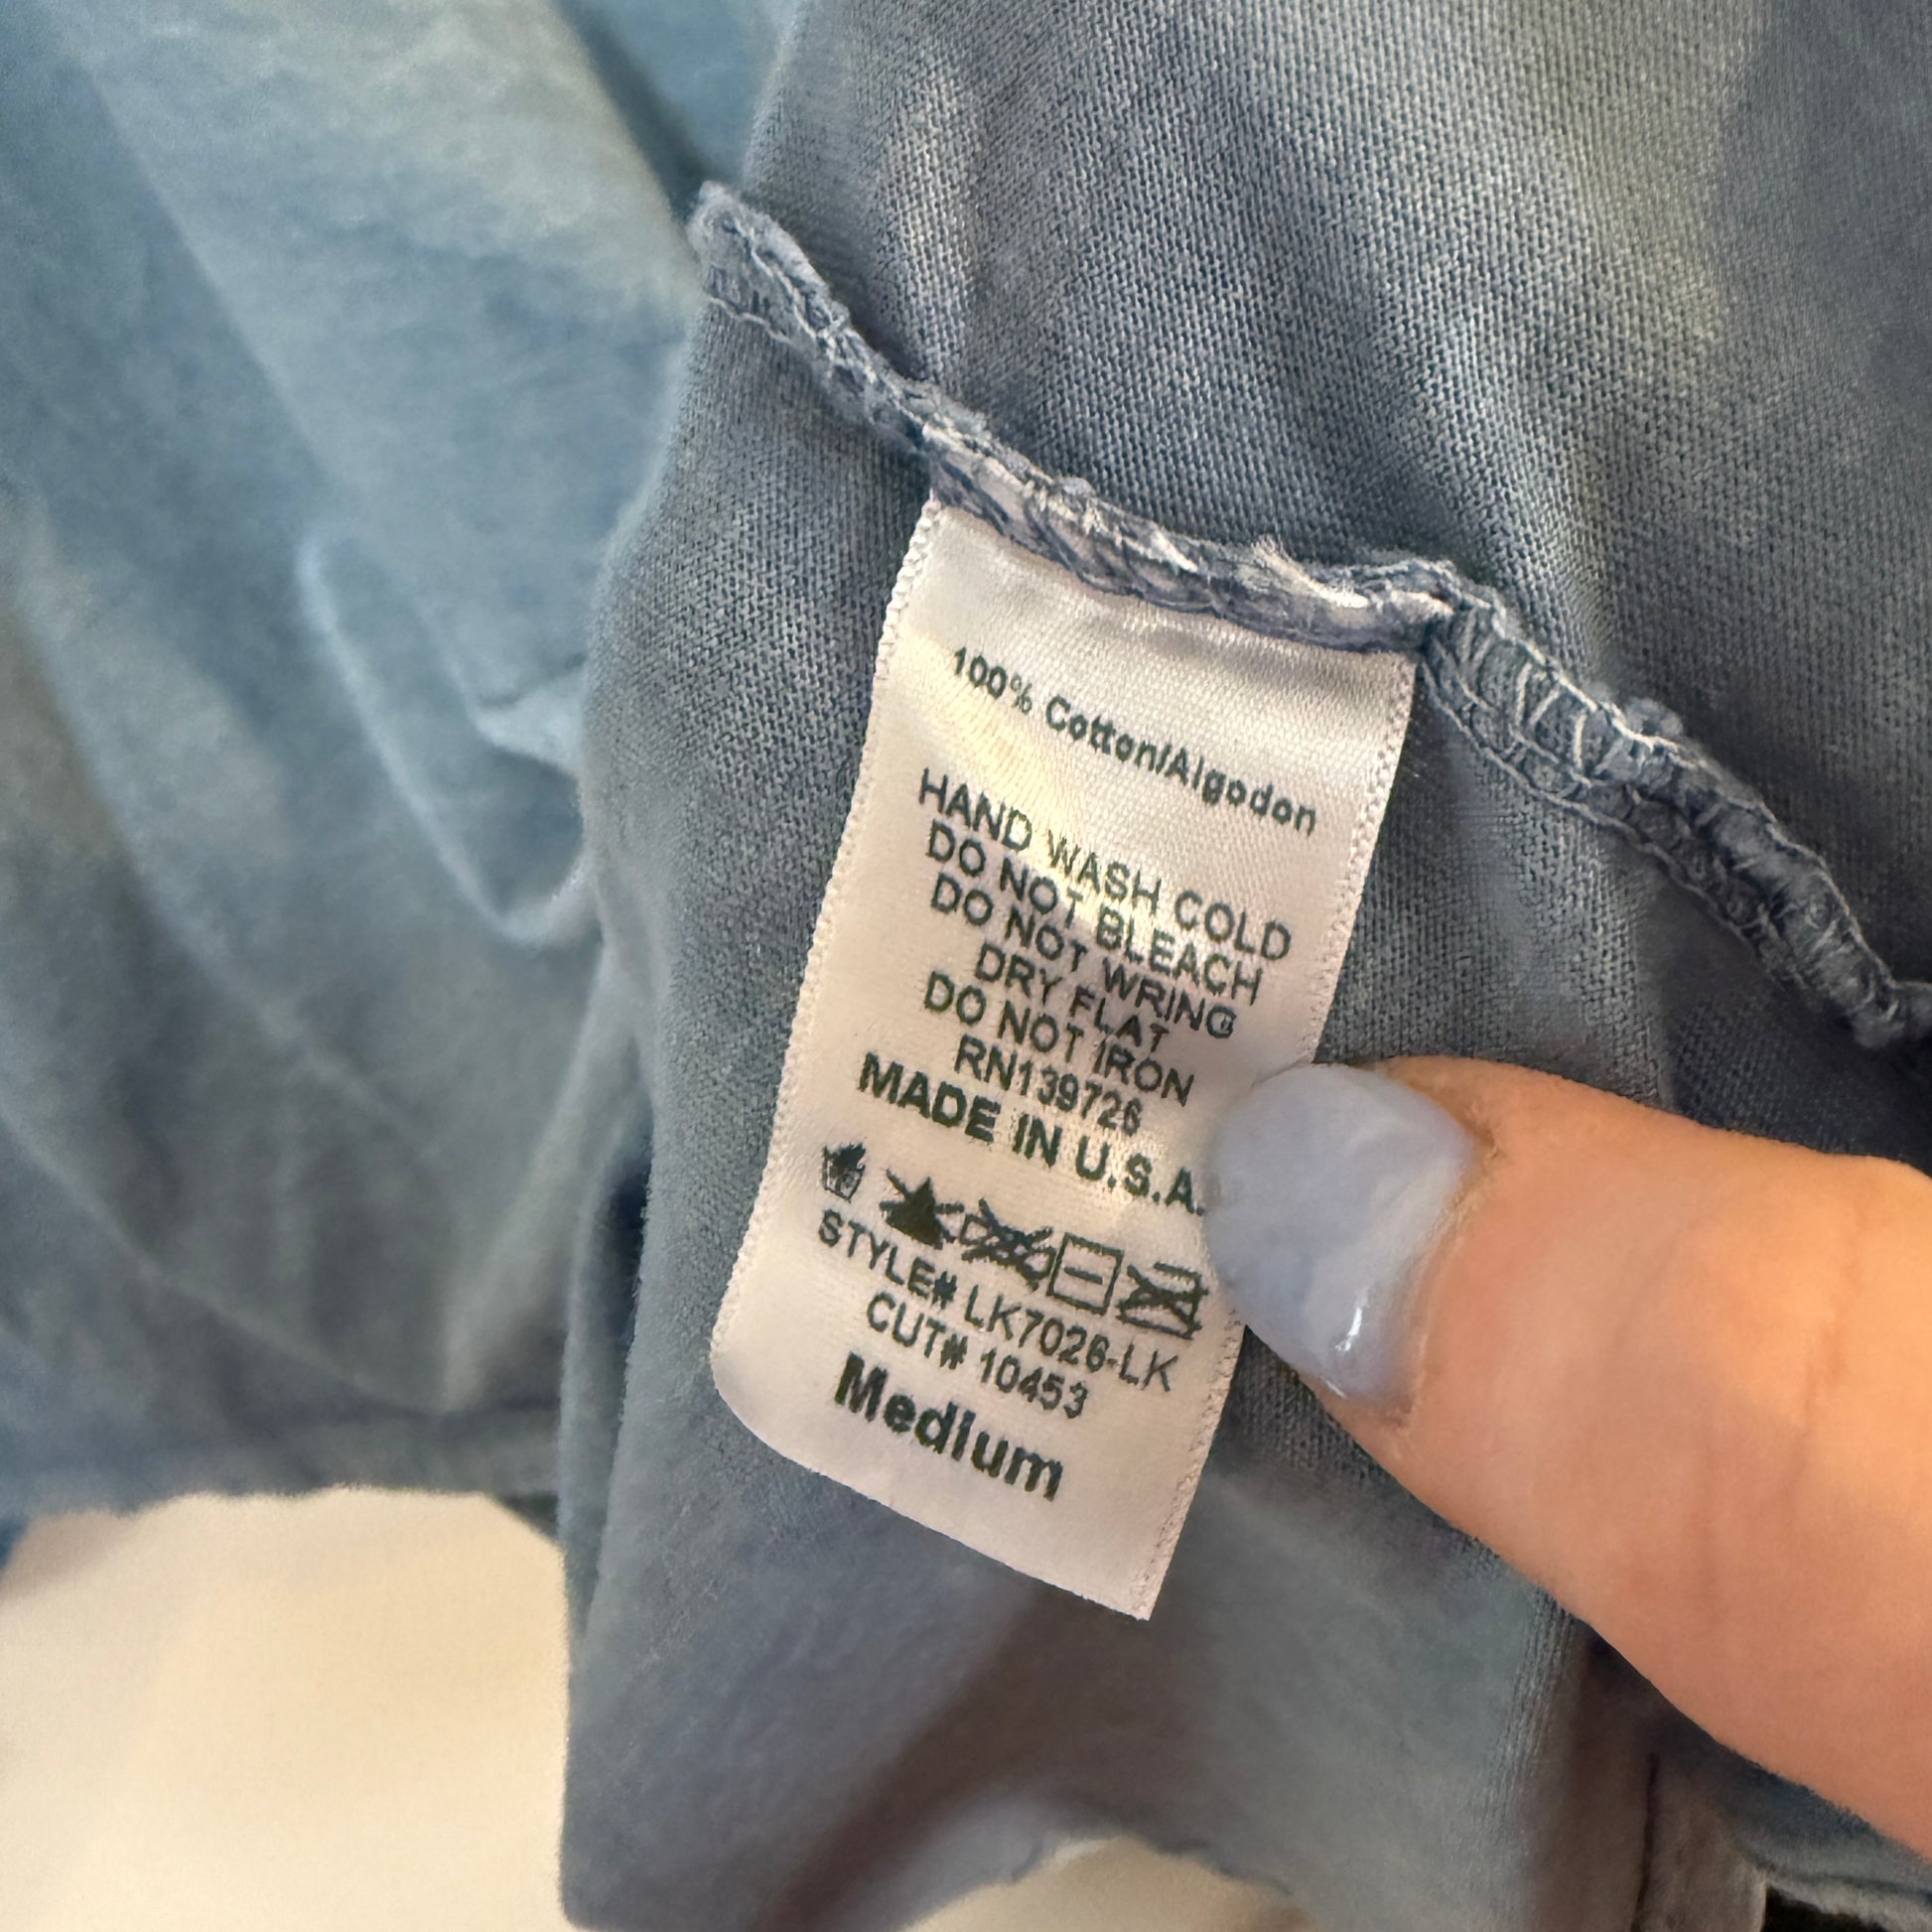 100% Cotton/Algodon
HAND WASH COLD
DO NOT BLEACH
DO NOT WRING
DRY FLAT
DO NOT IRON
RN139726
MADE IN U.S.A.
STYLE# LK7026-LK
CUT# 10453
Medium